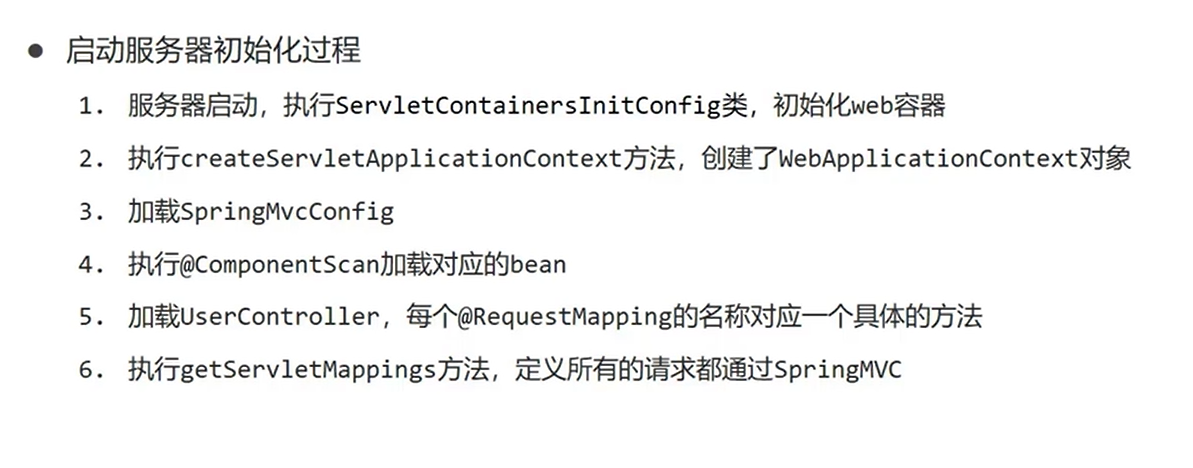 ● 启动服务器初始化过程
1. 服务器启动，执行ServletContainersInitConfig类，初始化web容器
2. 执行createServletApplicationContext方法，创建了WebApplicationContext对象
3. 加载SpringMvcConfig
4. 执行@ComponentScan加载对应的bean
5. 加载UserController，每个@RequestMapping的名称对应一个具体的方法
6. 执行getServletMappings方法，定义所有的请求都通过SpringMVC